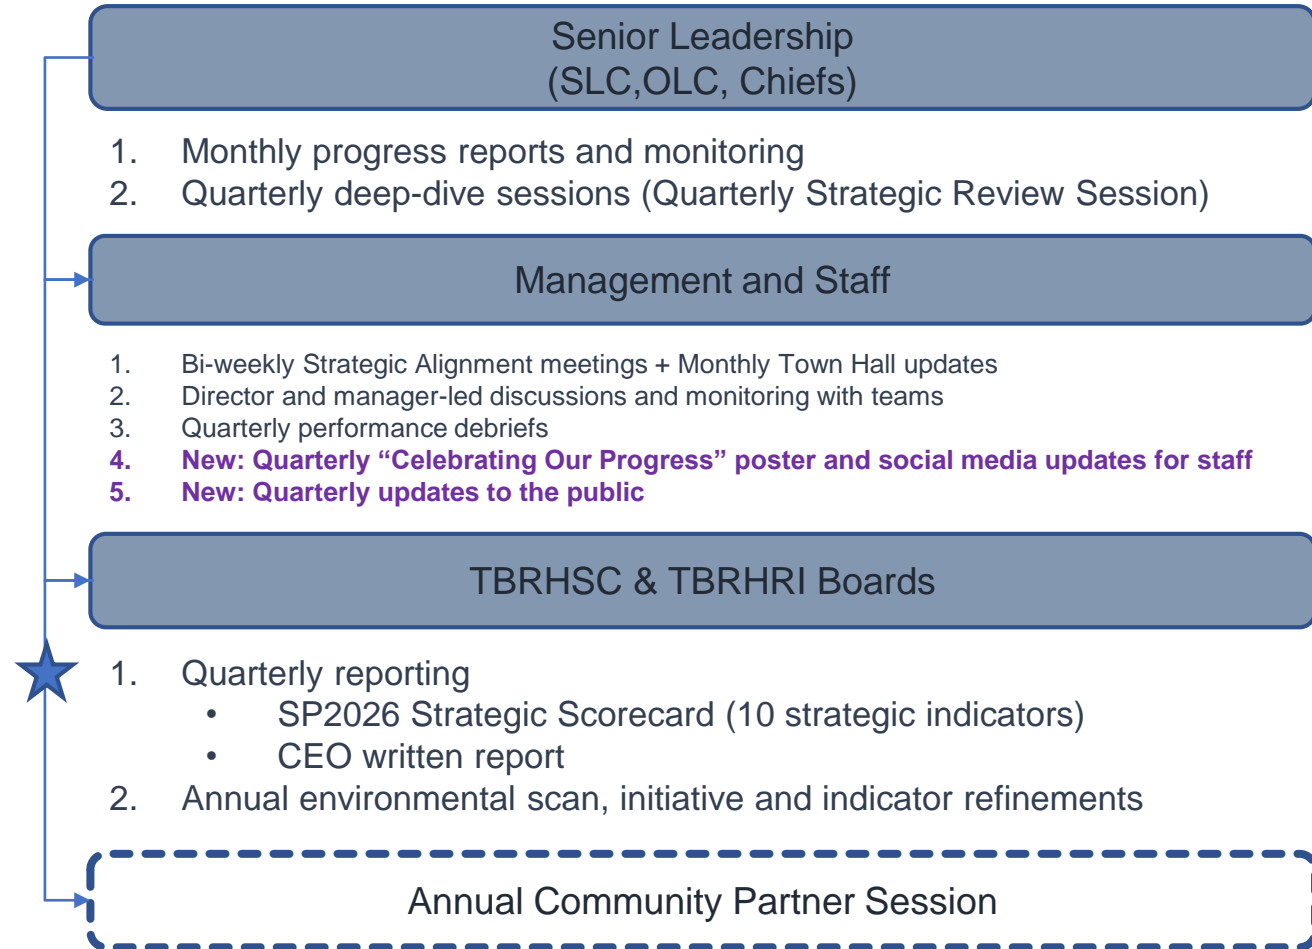 Senior Leadership
(SLC,OLC, Chiefs)
1. Monthly progress reports and monitoring
2. Quarterly deep-dive sessions (Quarterly Strategic Review Session)
Management and Staff
1. Bi-weekly Strategic Alignment meetings + Monthly Town Hall updates
2. Director and manager-led discussions and monitoring with teams
3. Quarterly performance debriefs
4. New: Quarterly “Celebrating Our Progress” poster and social media updates for staff
5. New: Quarterly updates to the public
TBRHSC & TBRHRI Boards
1. Quarterly reporting
• SP2026 Strategic Scorecard (10 strategic indicators)
• CEO written report
2. Annual environmental scan, initiative and indicator refinements
Annual Community Partner Session